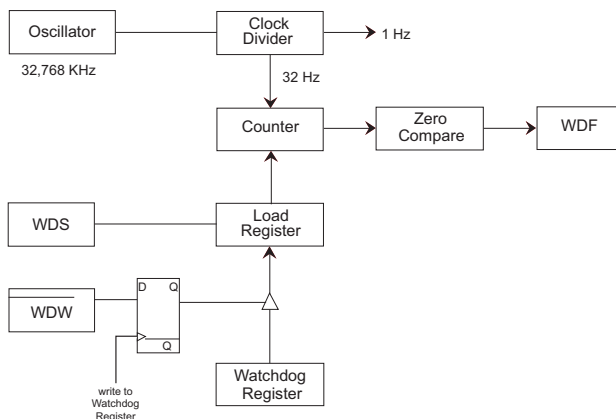 Oscillator
32,768 KHz
Clock
Divider
1 Hz
32 Hz
Counter
Zero
Compare
WDF
WDS
Load
Register
WDW
D
Q
Q
write to
Watchdog
Register
Watchdog
Register